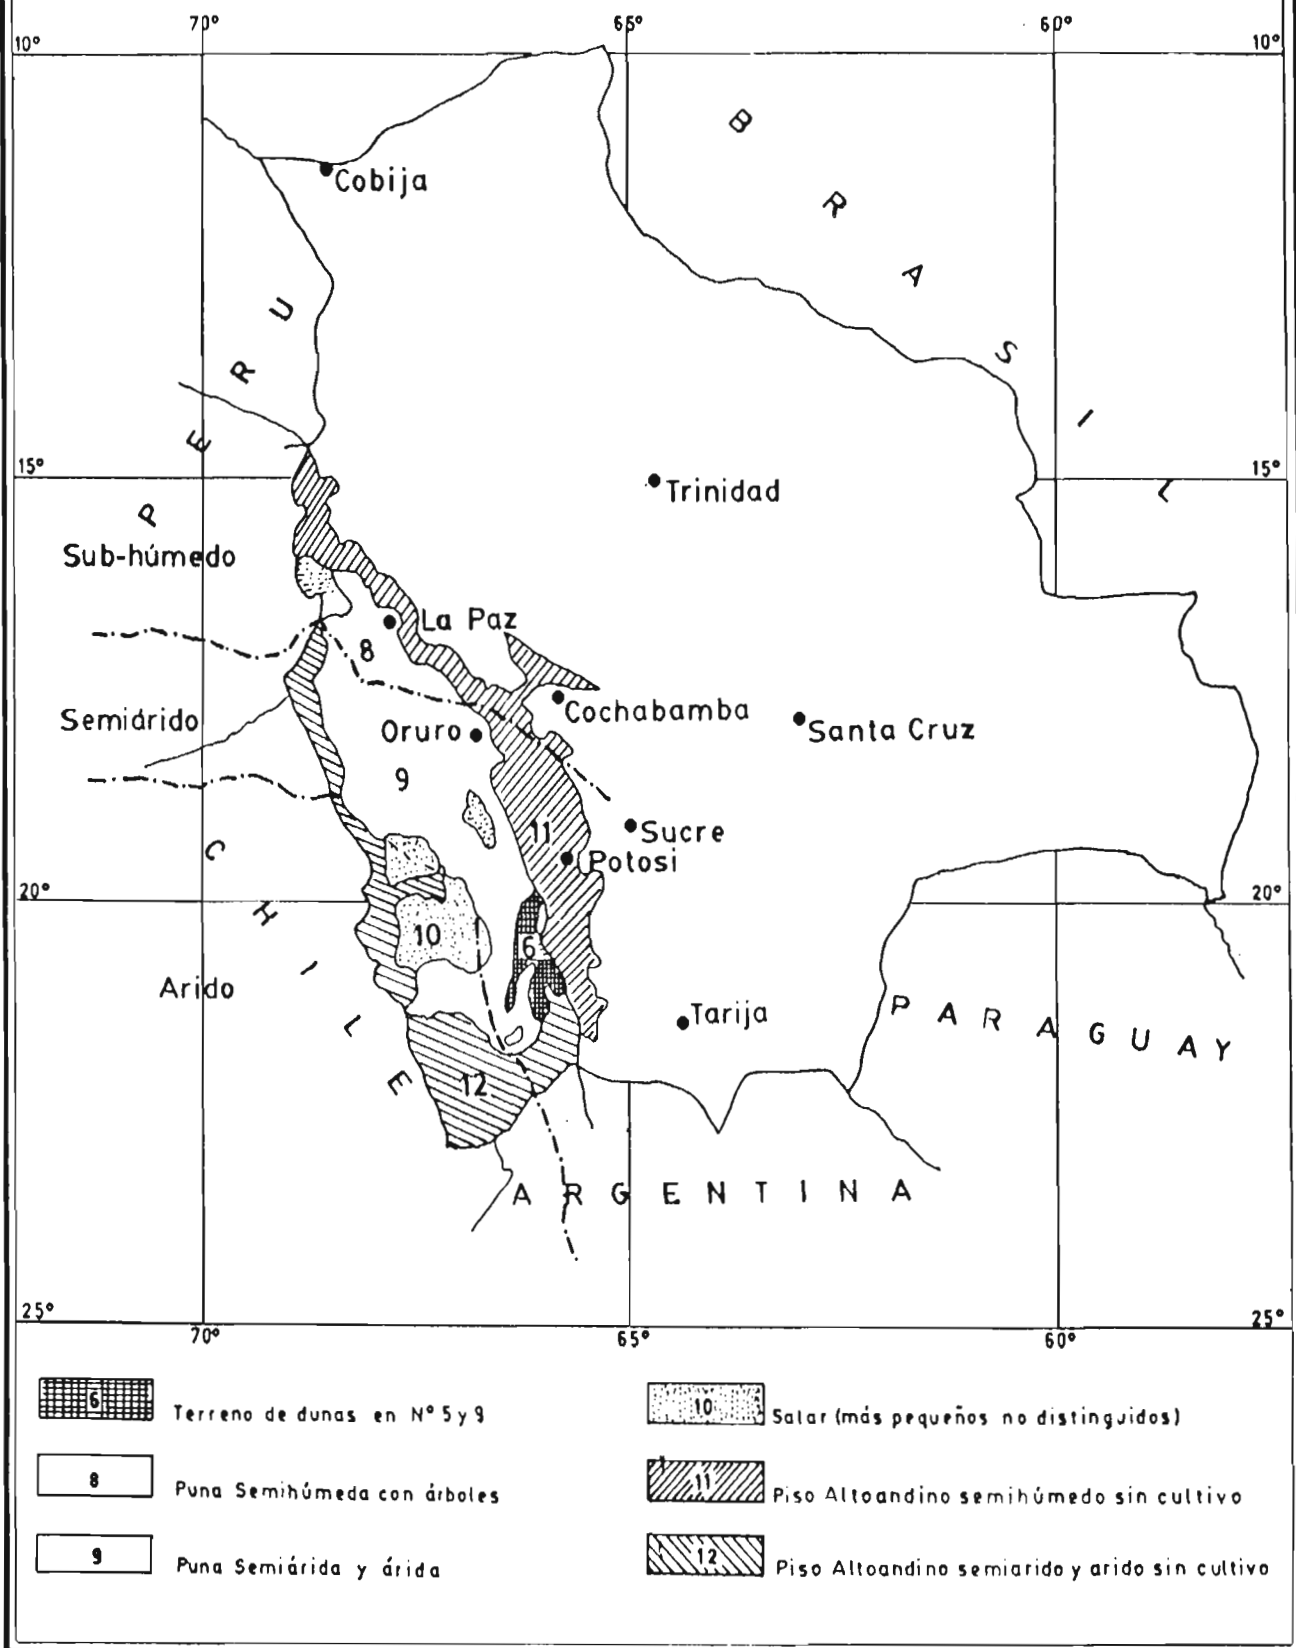 70° 65° 60°
10° 10°
B R A S I L
Cobija
P E R U
15° 15°
Trinidad
Sub-húmedo
La Paz
8
Cochabamba
Semiárido
Oruro
Santa Cruz
9
11
Sucre
Potosi
C H I L E
20° 20°
10
6
Arido
Tarija
P A R A G U A Y
12
A R G E N T I N A
25° 25°
70° 65° 60°
6 Terreno de dunas en N° 5 y 9
8 Puna Semihúmeda con árboles
9 Puna Semiárida y árida
10 Salar (más pequeños no distinguidos)
11 Piso Altoandino semihúmedo sin cultivo
12 Piso Altoandino semiarido y arido sin cultivo